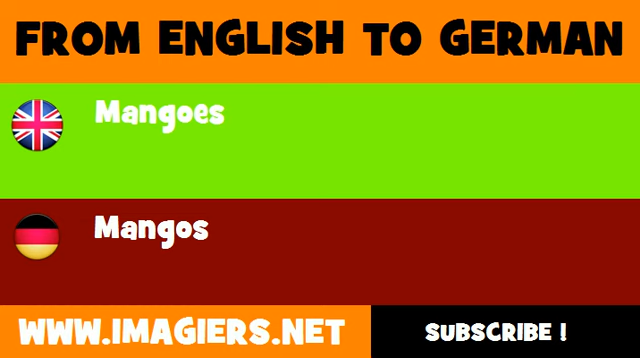 FROM ENGLISH TO GERMAN
Mangoes
Mangos
WWW.IMAGIERS.NET
SUBSCRIBE !